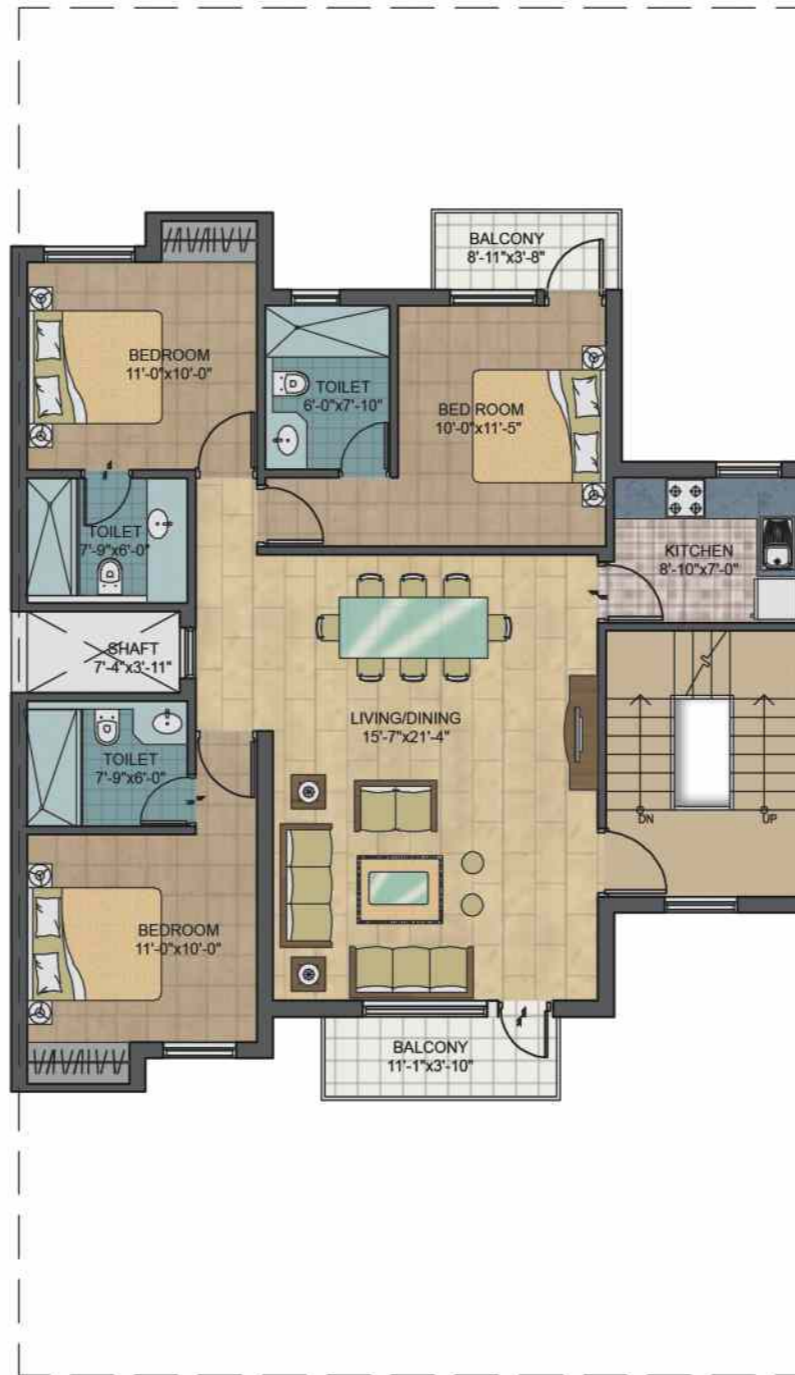 BALCONY
8'-11"x3'-8"
BEDROOM
11'-0"x10'-0"
TOILET
6'-0"x7'-10"
BED ROOM
10'-0"x11'-5"
TOILET
7'-9"x6'-0"
KITCHEN
8'-10"x7'-0"
SHAFT
7'-4"x3'-11"
LIVING/DINING
15'-7"x21'-4"
TOILET
7'-9"x6'-0"
DN
UP
BEDROOM
11'-0"x10'-0"
BALCONY
11'-1"x3'-10"